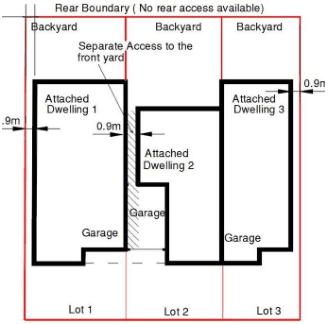 Rear Boundary ( No rear access available)
Backyard
Backyard
Backyard
Separate Access to the
front yard
0.9m
Attached
Dwelling 1
Attached
Dwelling 3
.9m
0.9m
Attached
Dwelling 2
Garage
Garage
Garage
Lot 1
Lot 2
Lot 3